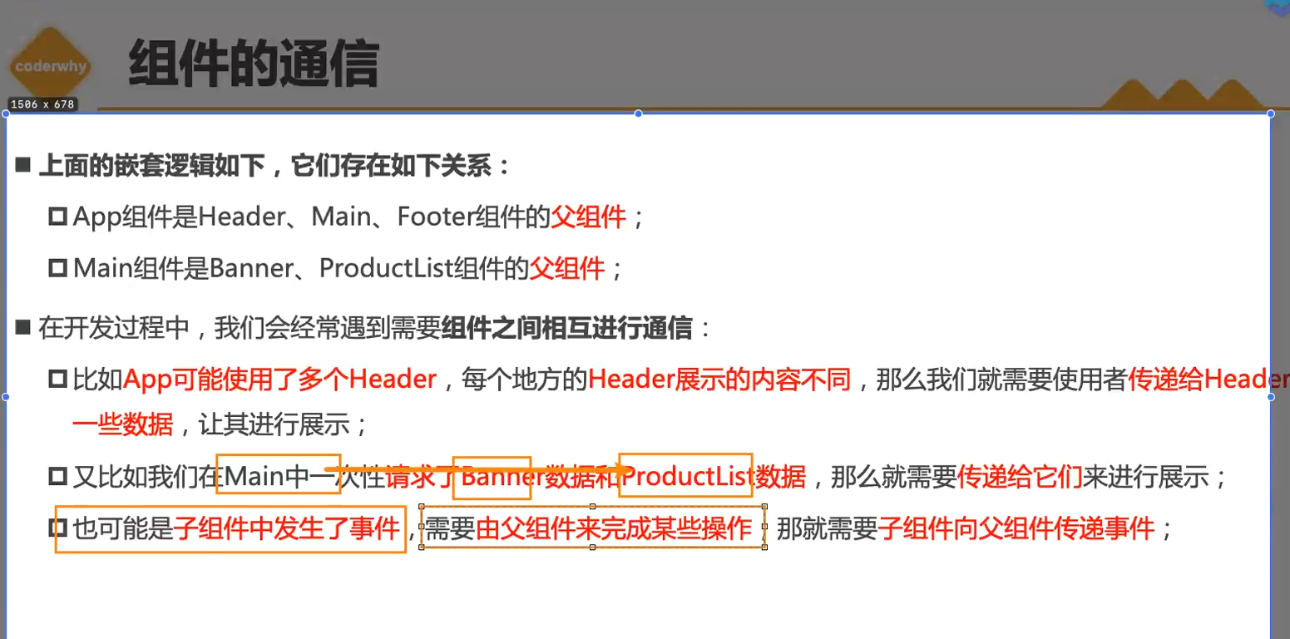 coderwhy
组件的通信
1506 x 678
上面的嵌套逻辑如下，它们存在如下关系：
App组件是Header、Main、Footer组件的父组件；
Main组件是Banner、ProductList组件的父组件；
在开发过程中，我们会经常遇到需要组件之间相互进行通信：
比如App可能使用了多个Header，每个地方的Header展示的内容不同，那么我们就需要使用者传递给Header
一些数据，让其进行展示；
又比如我们在Main中一次性请求了Banner数据和ProductList数据，那么就需要传递给它们来进行展示；
也可能是子组件中发生了事件，需要由父组件来完成某些操作，那就需要子组件向父组件传递事件；